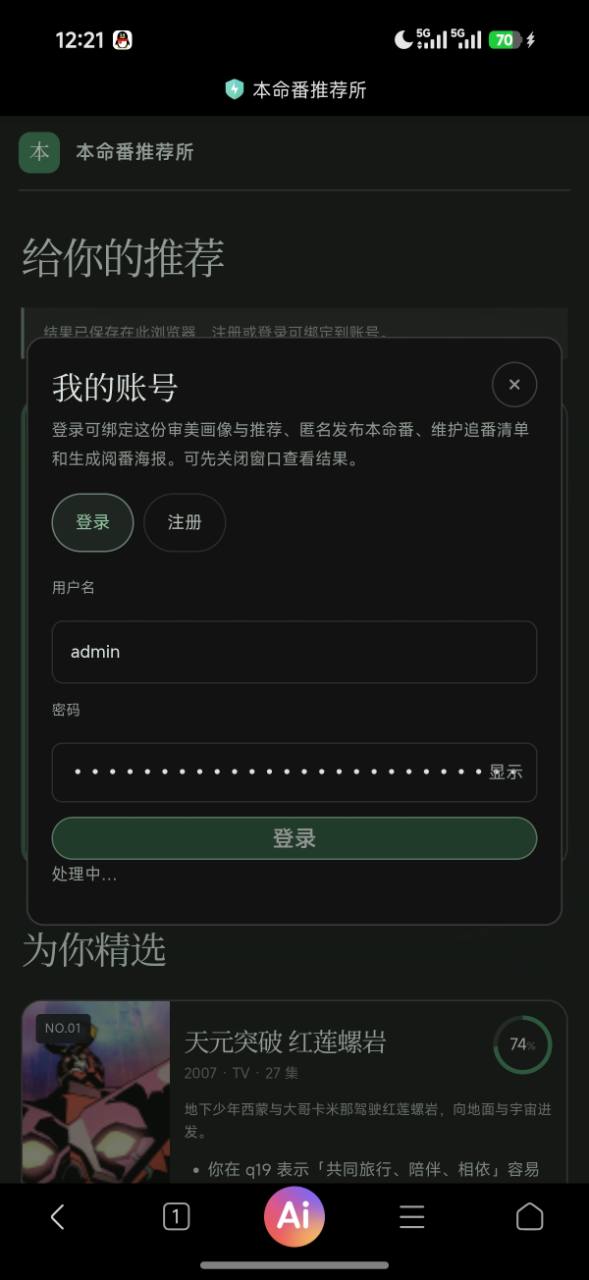 12:21
5G
5G
70
本命番推荐所
本
本命番推荐所
给你的推荐
结果已保存在此浏览器，注册或登录可绑定到账号。
我的账号
登录可绑定这份审美画像与推荐、匿名发布本命番、维护追番清单
和生成阅番海报。可先关闭窗口查看结果。
登录
注册
用户名
admin
密码
显示
登录
处理中...
为你精选
NO.01
天元突破 红莲螺岩
74%
2007 · TV · 27 集
地下少年西蒙与大哥卡米那驾驶红莲螺岩，向地面与宇宙进
发。
• 你在 q19 表示「共同旅行、陪伴、相依」容易
1
Ai